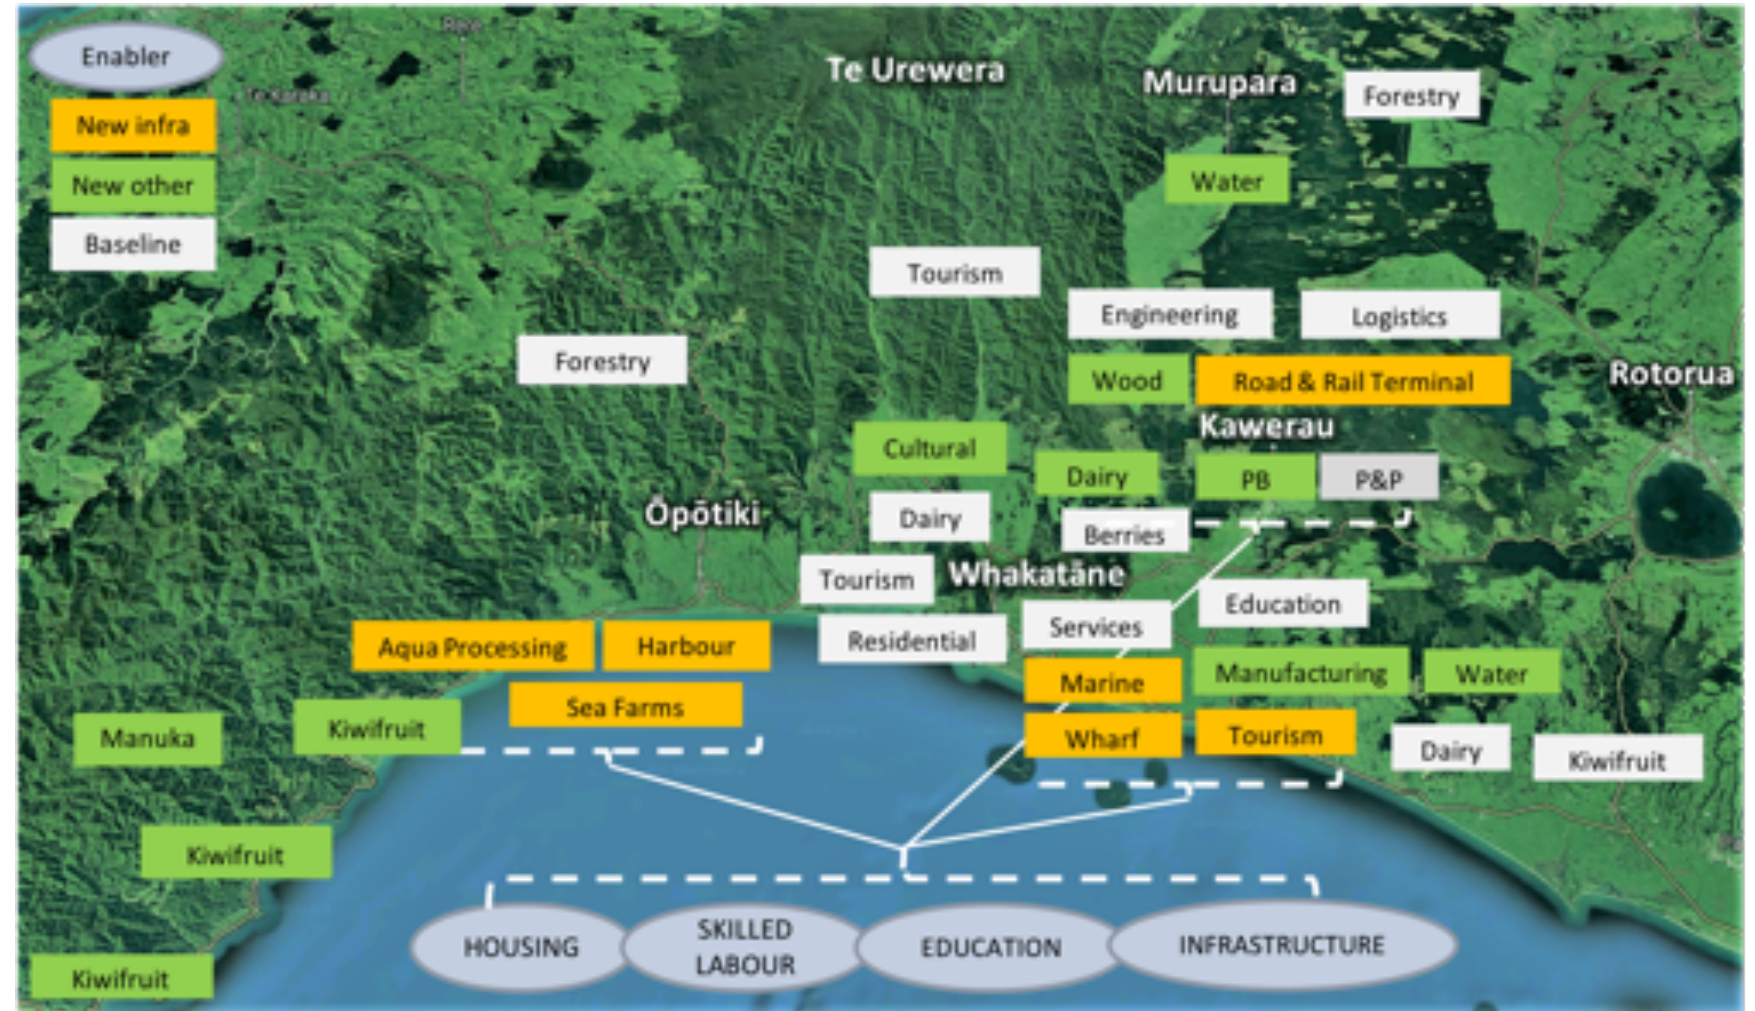 Enabler
New infra
New other
Baseline
Te Urewera
Murupara
Forestry
Water
Tourism
Engineering
Logistics
Forestry
Wood
Road & Rail Terminal
Rotorua
Kawerau
Cultural
Dairy
PB
P&P
Ōpōtiki
Dairy
Berries
Tourism
Whakatāne
Education
Residential
Services
Aqua Processing
Harbour
Marine
Manufacturing
Water
Sea Farms
Manuka
Kiwifruit
Wharf
Tourism
Dairy
Kiwifruit
Kiwifruit
Kiwifruit
HOUSING
SKILLED
LABOUR
EDUCATION
INFRASTRUCTURE